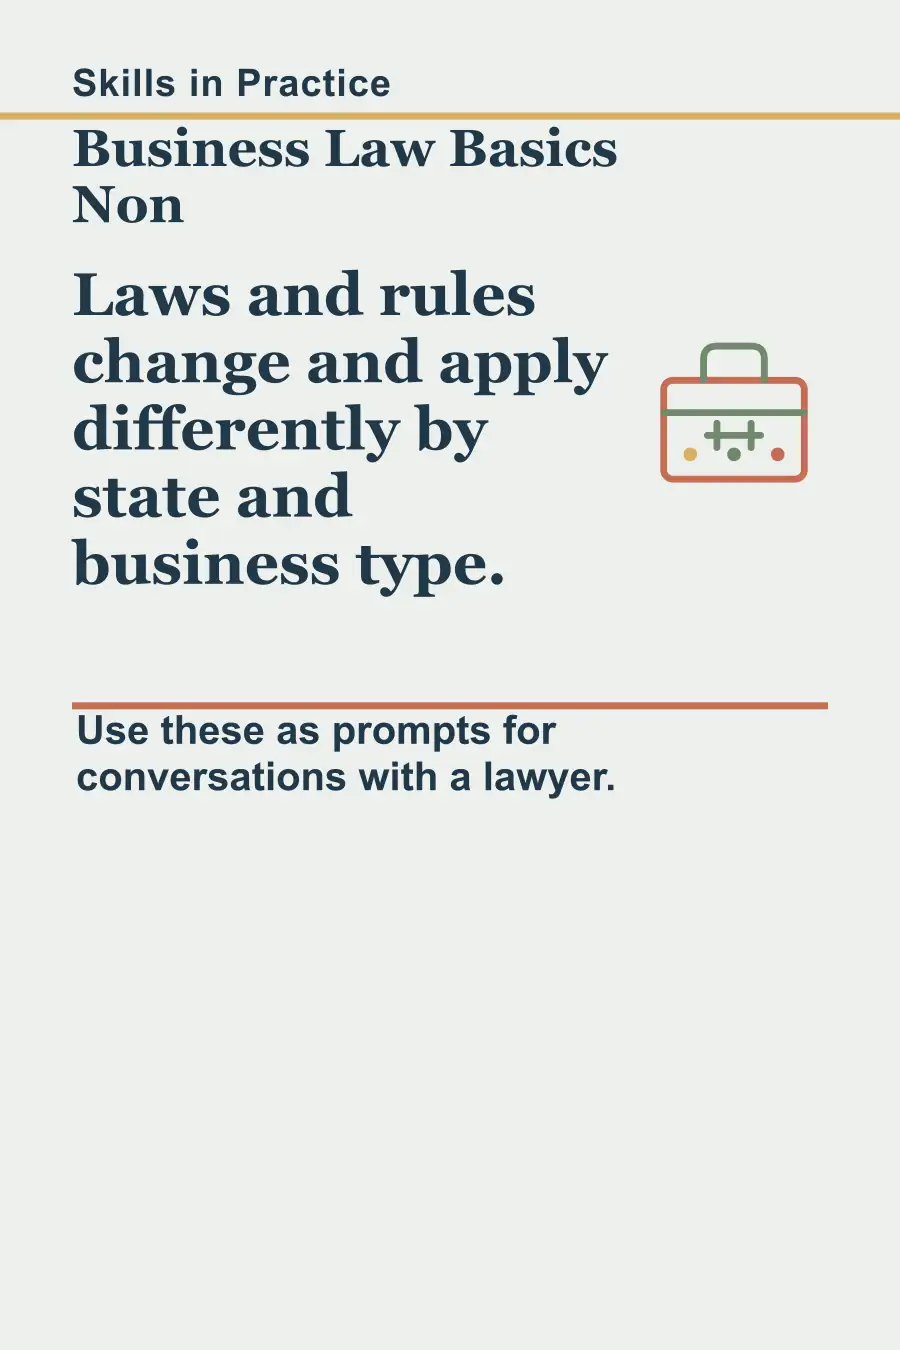 Skills in Practice
Business Law Basics
Non
Laws and rules
change and apply
differently by
state and
business type.
Use these as prompts for
conversations with a lawyer.